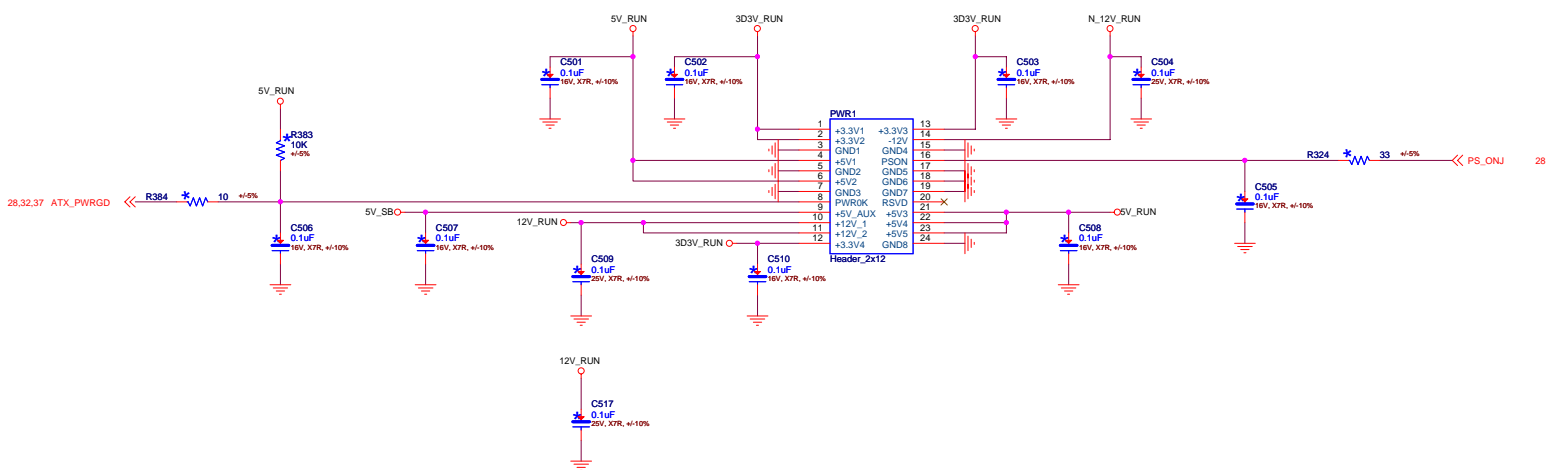 5V_RUN 3D3V_RUN 3D3V_RUN N_12V_RUN
C501
0.1uF
16V, X7R, +/-10%
C502
0.1uF
16V, X7R, +/-10%
C503
0.1uF
16V, X7R, +/-10%
C504
0.1uF
25V, X7R, +/-10%
5V_RUN
R383
10K
+/-5%
PWR1
1 +3.3V1 +3.3V3 13
2 +3.3V2 -12V 14
3 GND1 GND4 15
4 +5V1 PSON 16
5 GND2 GND5 17
6 +5V2 GND6 18
7 GND3 GND7 19
8 PWR0K RSVD 20
9 +5V_AUX +5V3 21
10 +12V_1 +5V4 22
11 +12V_2 +5V5 23
12 +3.3V4 GND8 24
Header_2x12
R324 33 +/-5% PS_ONJ 28
28,32,37 ATX_PWRGD R384 10 +/-5%
C505
0.1uF
16V, X7R, +/-10%
5V_SB
12V_RUN
3D3V_RUN
5V_RUN
C506
0.1uF
16V, X7R, +/-10%
C507
0.1uF
16V, X7R, +/-10%
C508
0.1uF
16V, X7R, +/-10%
C509
0.1uF
25V, X7R, +/-10%
C510
0.1uF
16V, X7R, +/-10%
12V_RUN
C517
0.1uF
25V, X7R, +/-10%